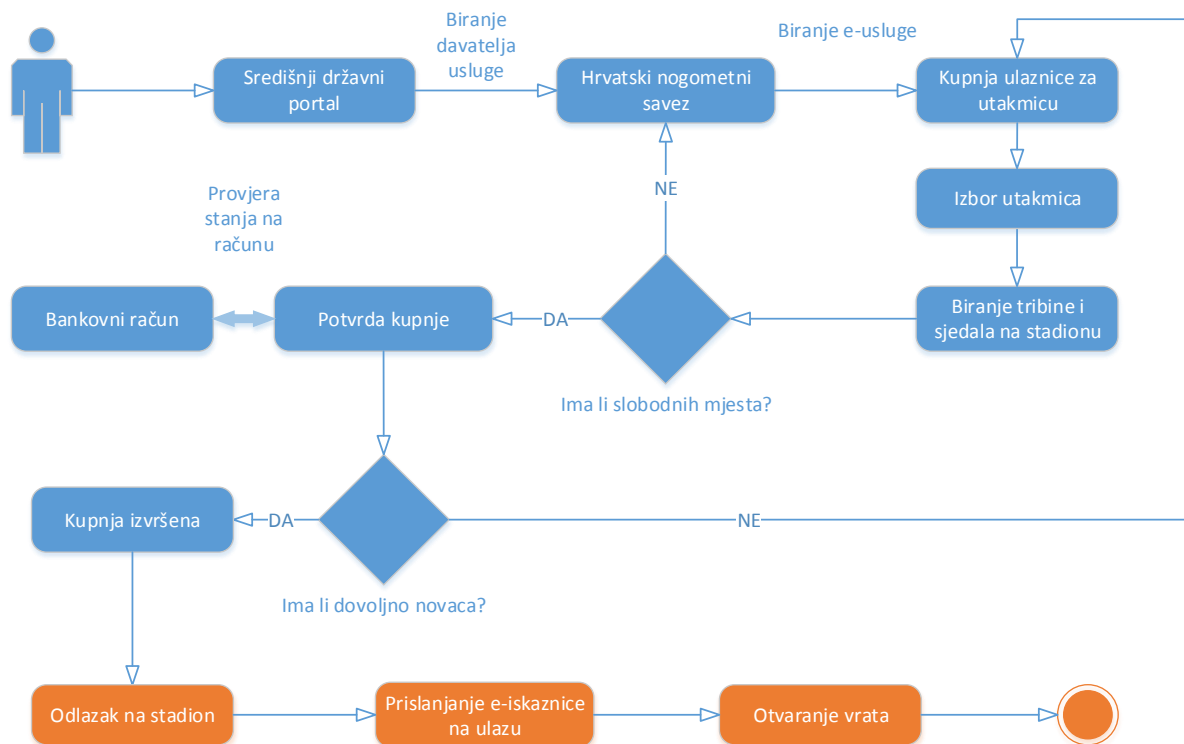 Biranje
davatelja
usluge
Biranje e-usluge
Središnji državni
portal
Hrvatski nogometni
savez
Kupnja ulaznice za
utakmicu
NE
Izbor utakmica
Provjera
stanja na
računu
Bankovni račun
Potvrda kupnje
DA
Biranje tribine i
sjedala na stadionu
Ima li slobodnih mjesta?
Kupnja izvršena
DA
NE
Ima li dovoljno novaca?
Odlazak na stadion
Prislanjanje e-iskaznice
na ulazu
Otvaranje vrata